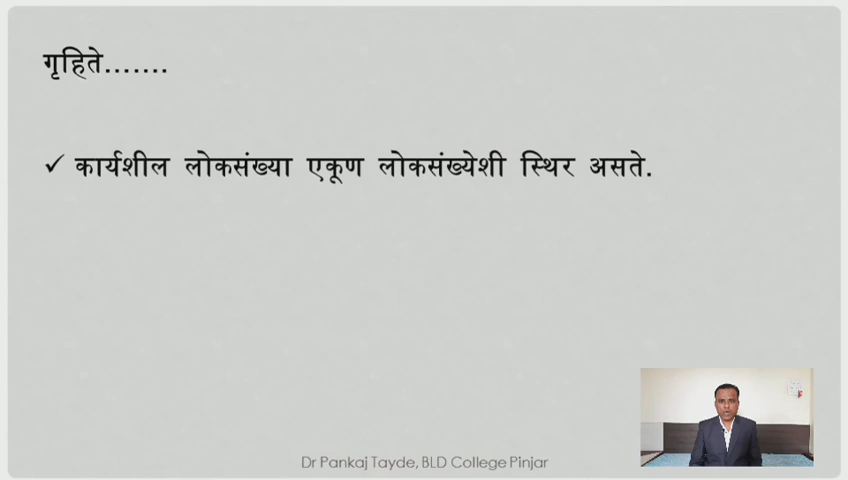 गृहिते.......
✓ कार्यशील लोकसंख्या एकूण लोकसंख्येशी स्थिर असते.
Dr Pankaj Tayde, BLD College Pinjar